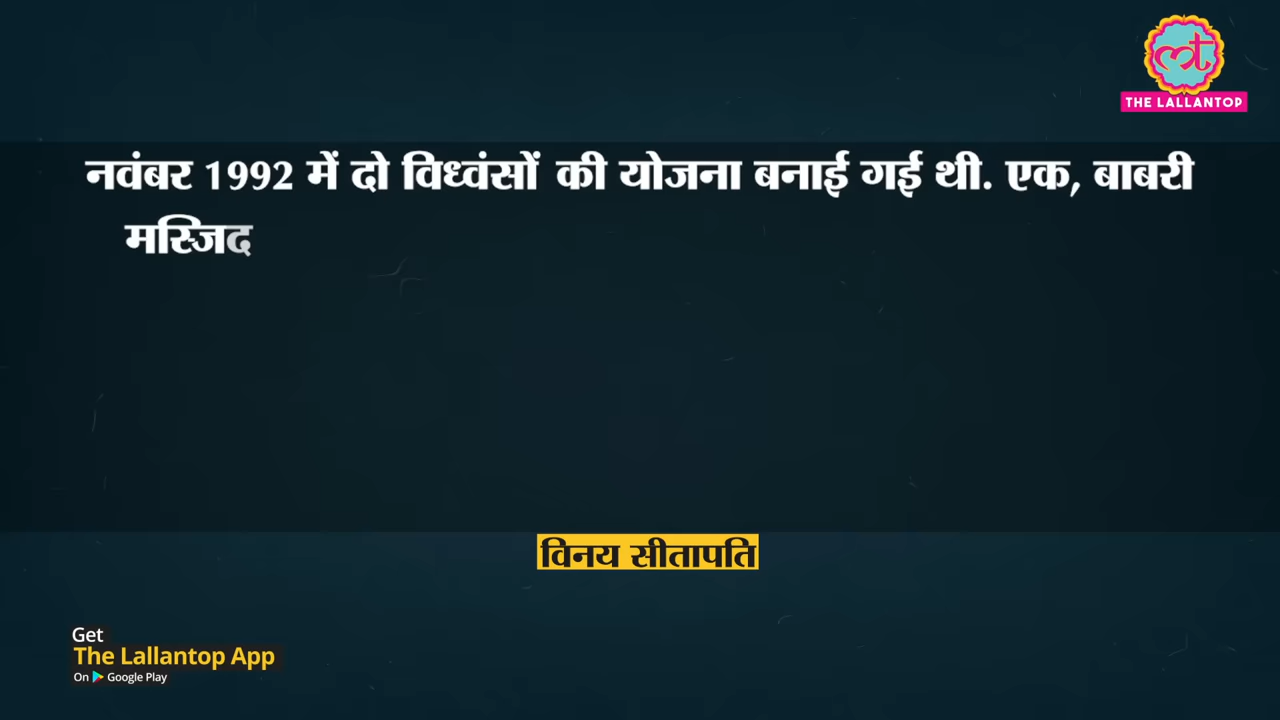 THE LALLANTOP
नवंबर 1992 में दो विध्वंसों की योजना बनाई गई थी. एक, बाबरी
मस्जिद
विनय सीतापति
Get
The Lallantop App
On Google Play